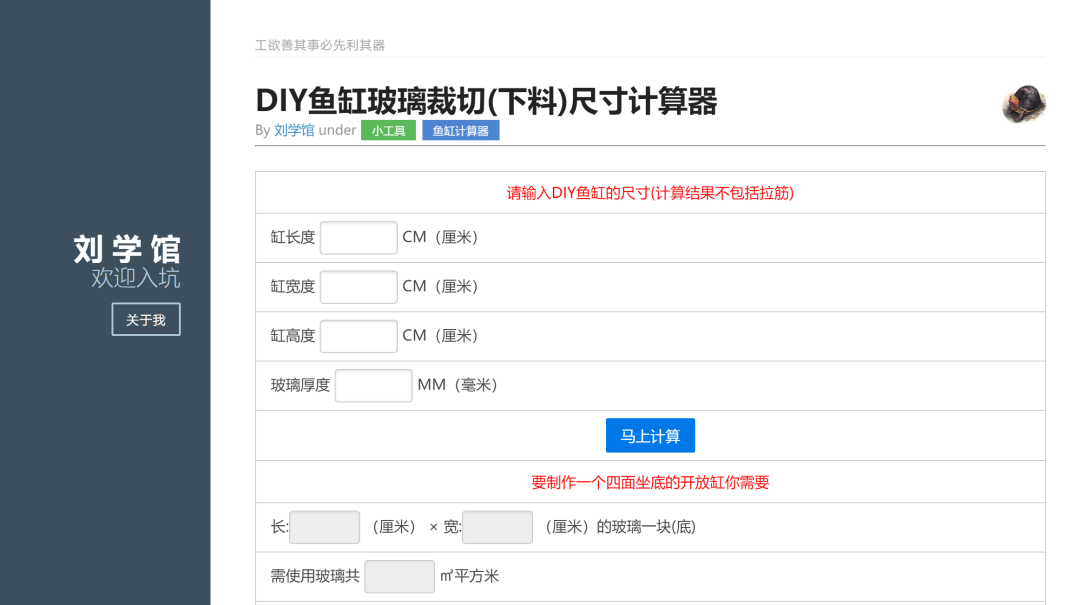 刘 学 馆
欢迎入坑
关于我
工欲善其事必先利其器
DIY鱼缸玻璃裁切(下料)尺寸计算器
By 刘学馆 under 小工具 鱼缸计算器
请输入DIY鱼缸的尺寸(计算结果不包括拉筋)
缸长度 CM（厘米）
缸宽度 CM（厘米）
缸高度 CM（厘米）
玻璃厚度 MM（毫米）
马上计算
要制作一个四面坐底的开放缸你需要
长: （厘米） × 宽: （厘米）的玻璃一块(底)
需使用玻璃共 ㎡平方米